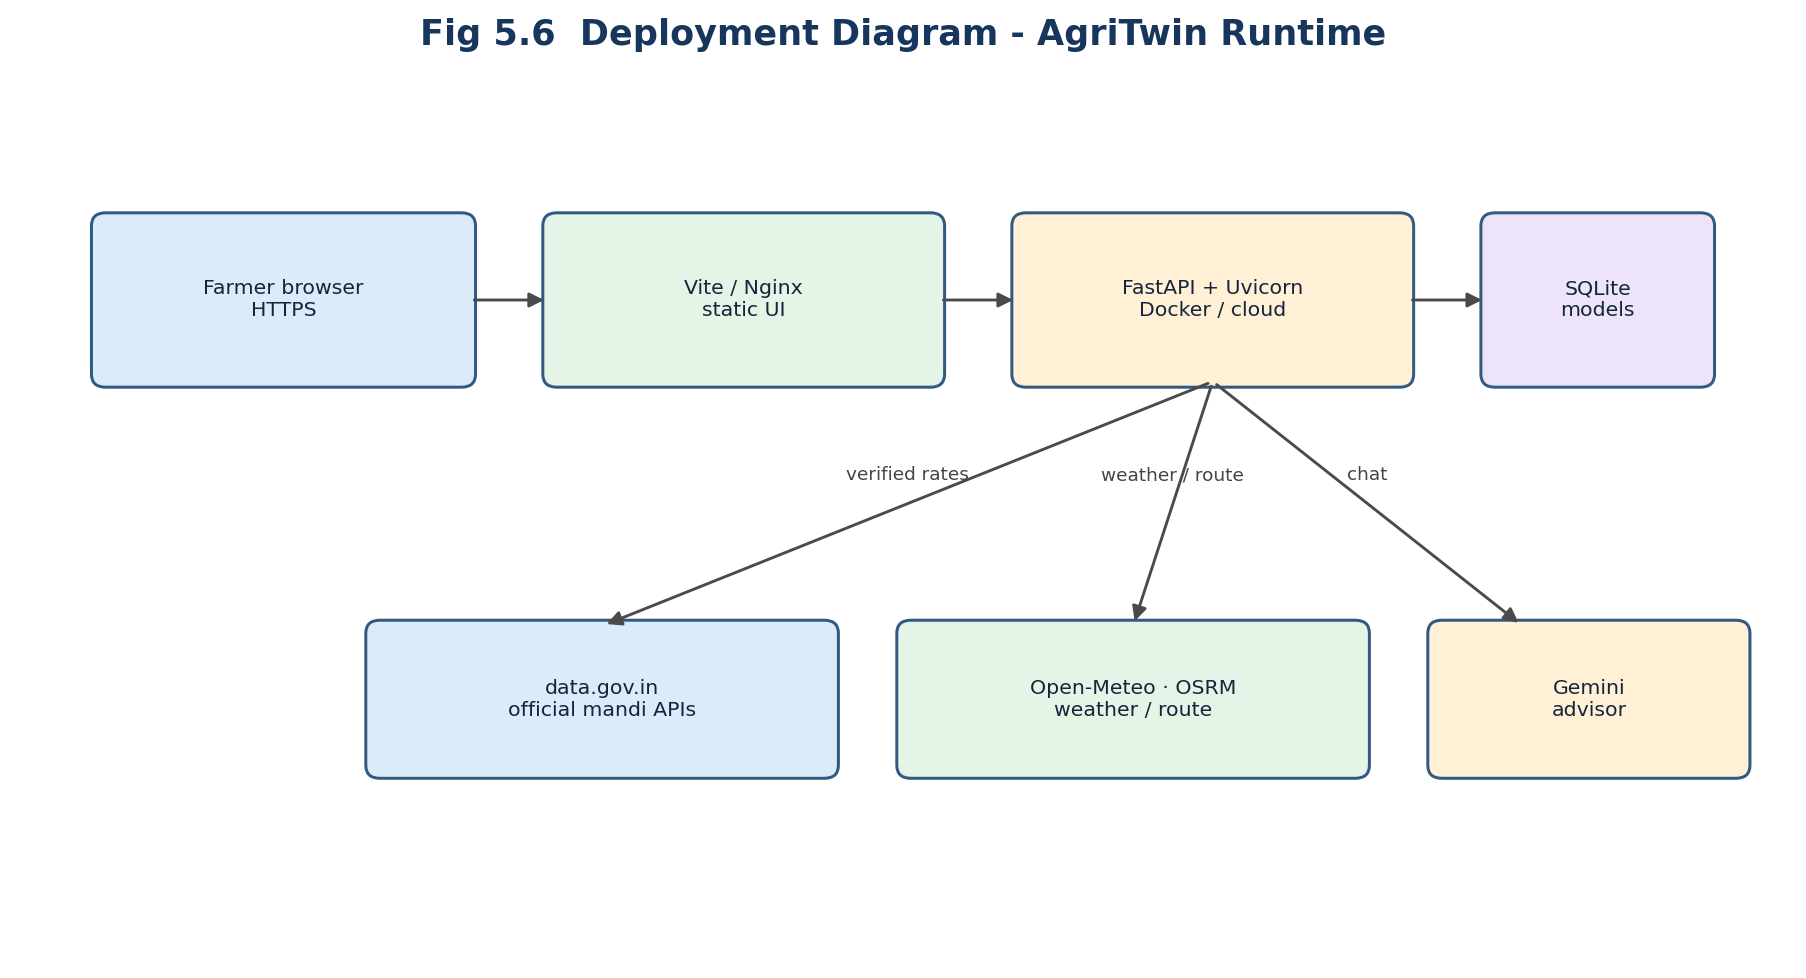 Fig 5.6  Deployment Diagram - AgriTwin Runtime
Farmer browser
HTTPS
Vite / Nginx
static UI
FastAPI + Uvicorn
Docker / cloud
SQLite
models
verified rates
weather / route
chat
data.gov.in
official mandi APIs
Open-Meteo · OSRM
weather / route
Gemini
advisor